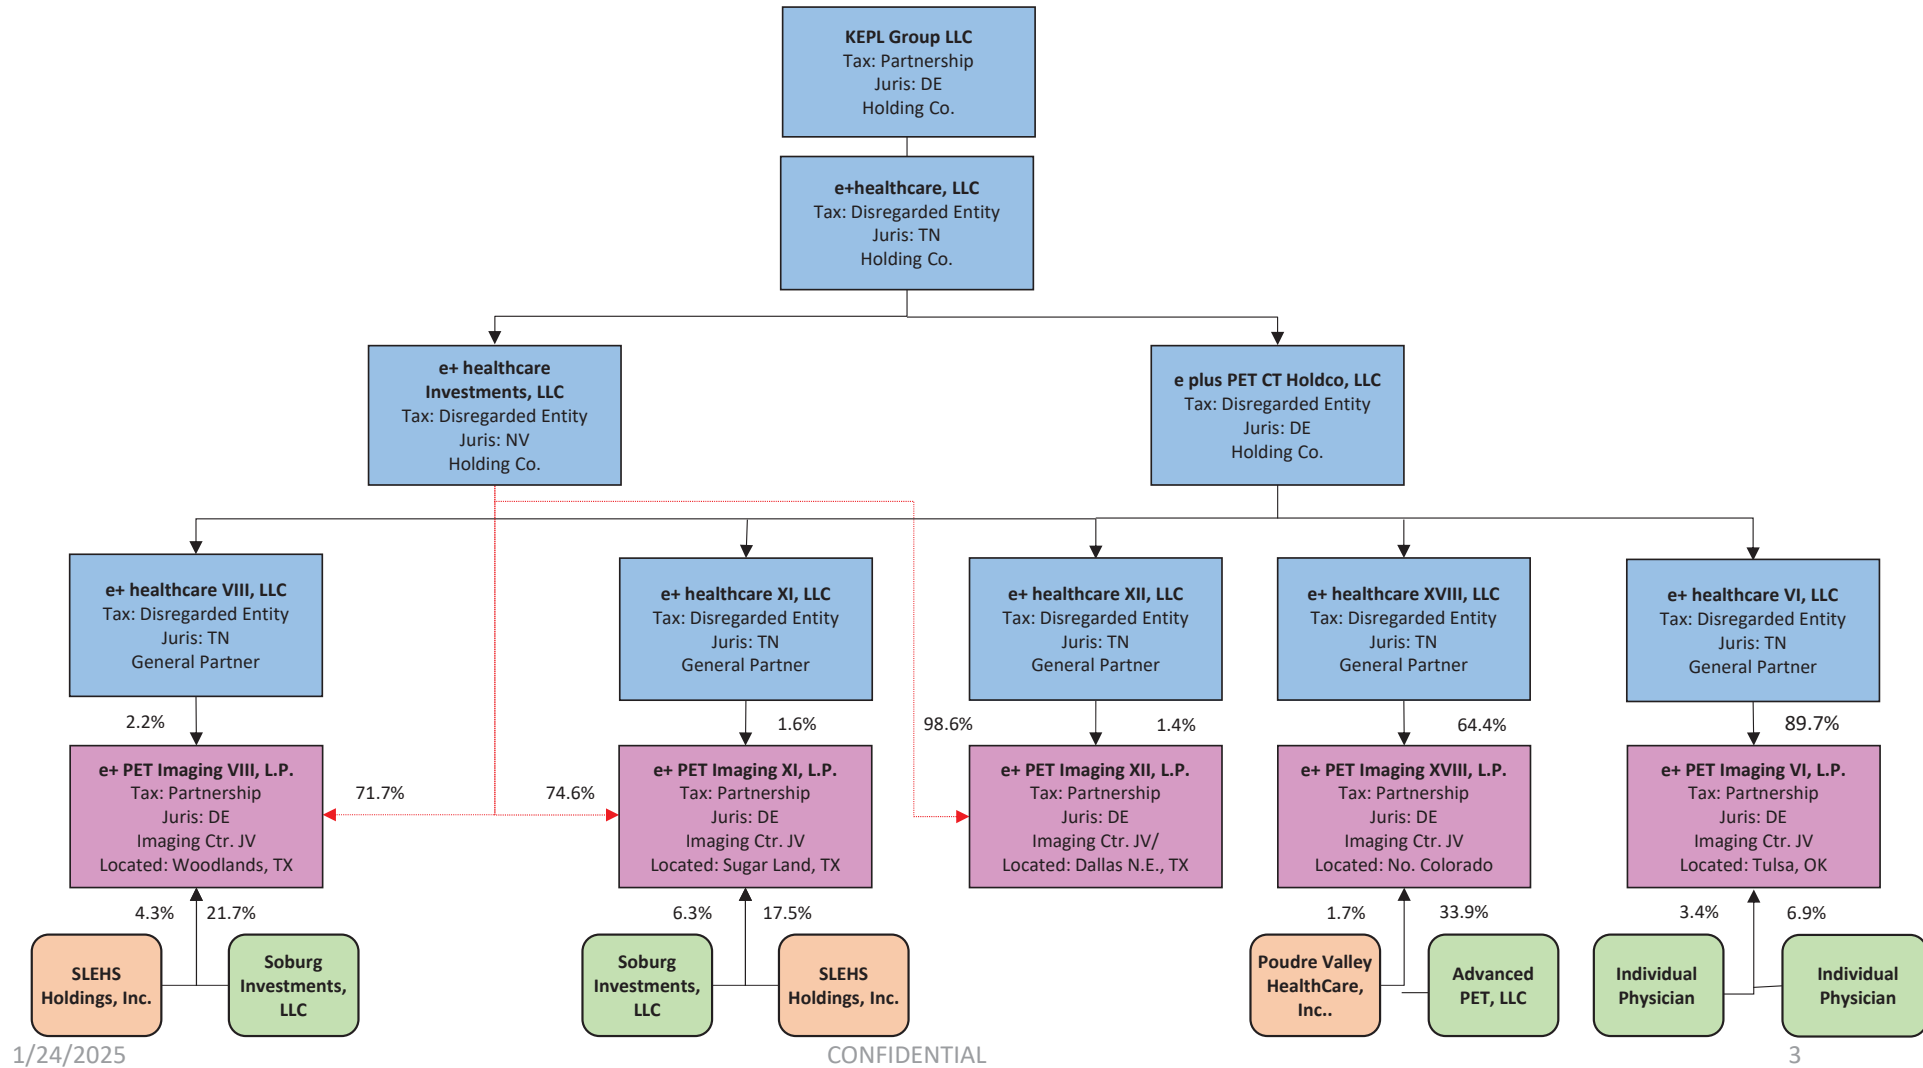 KEPL Group LLC
Tax: Partnership
Juris: DE
Holding Co.
e+healthcare, LLC
Tax: Disregarded Entity
Juris: TN
Holding Co.
e+ healthcare
Investments, LLC
Tax: Disregarded Entity
Juris: NV
Holding Co.
e plus PET CT Holdco, LLC
Tax: Disregarded Entity
Juris: DE
Holding Co.
e+ healthcare VIII, LLC
Tax: Disregarded Entity
Juris: TN
General Partner
e+ healthcare XI, LLC
Tax: Disregarded Entity
Juris: TN
General Partner
e+ healthcare XII, LLC
Tax: Disregarded Entity
Juris: TN
General Partner
e+ healthcare XVIII, LLC
Tax: Disregarded Entity
Juris: TN
General Partner
e+ healthcare VI, LLC
Tax: Disregarded Entity
Juris: TN
General Partner
2.2%
1.6%
98.6%
1.4%
64.4%
89.7%
e+ PET Imaging VIII, L.P.
Tax: Partnership
Juris: DE
Imaging Ctr. JV
Located: Woodlands, TX
71.7%
74.6%
e+ PET Imaging XI, L.P.
Tax: Partnership
Juris: DE
Imaging Ctr. JV
Located: Sugar Land, TX
e+ PET Imaging XII, L.P.
Tax: Partnership
Juris: DE
Imaging Ctr. JV/
Located: Dallas N.E., TX
e+ PET Imaging XVIII, L.P.
Tax: Partnership
Juris: DE
Imaging Ctr. JV
Located: No. Colorado
e+ PET Imaging VI, L.P.
Tax: Partnership
Juris: DE
Imaging Ctr. JV
Located: Tulsa, OK
4.3%
21.7%
6.3%
17.5%
1.7%
33.9%
3.4%
6.9%
SLEHS
Holdings, Inc.
Soburg
Investments,
LLC
Soburg
Investments,
LLC
SLEHS
Holdings, Inc.
Poudre Valley
HealthCare,
Inc..
Advanced
PET, LLC
Individual
Physician
Individual
Physician
1/24/2025
CONFIDENTIAL
3